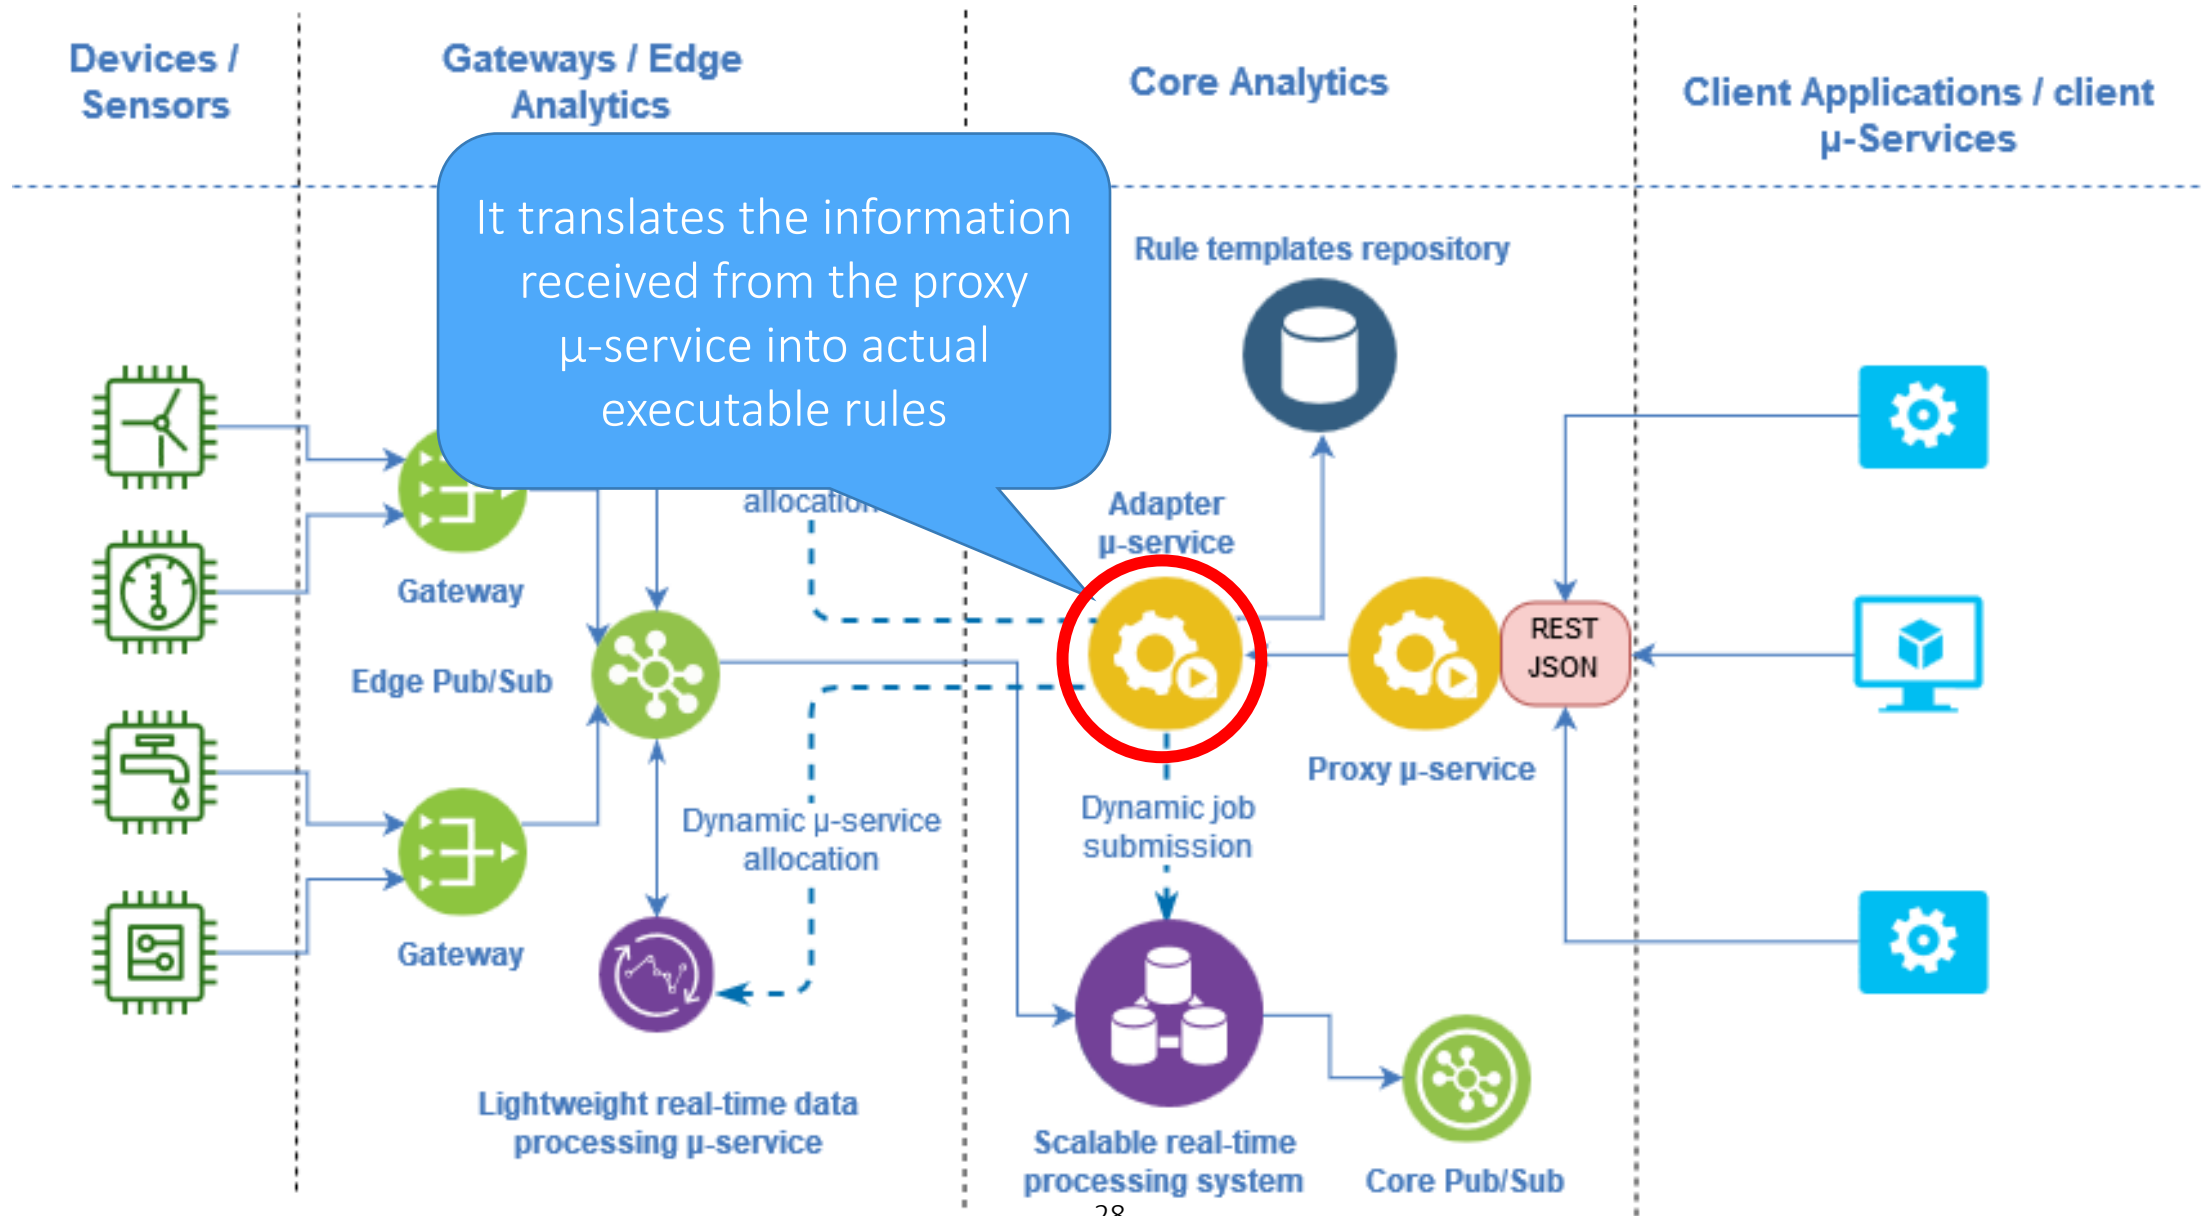 Devices /
Sensors
Gateways / Edge
Analytics
Core Analytics
Client Applications / client
µ-Services
It translates the information
received from the proxy
µ-service into actual
executable rules
Rule templates repository
allocation
Adapter
µ-service
Gateway
REST
JSON
Edge Pub/Sub
Proxy µ-service
Dynamic µ-service
allocation
Dynamic job
submission
Gateway
Lightweight real-time data
processing µ-service
Scalable real-time
processing system
Core Pub/Sub
28